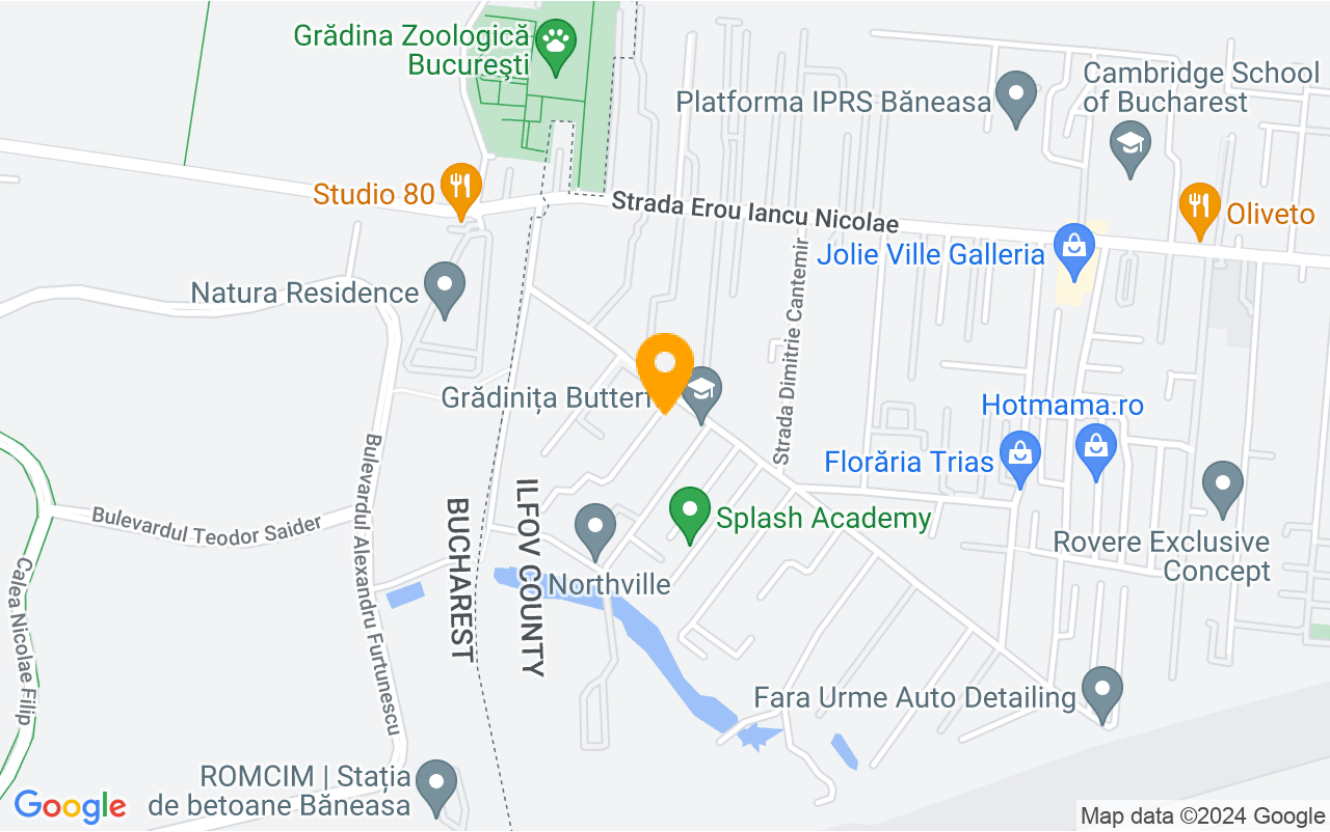 Grădina Zoologică
București
Platforma IPRS Băneasa
Cambridge School
of Bucharest
Studio 80
Strada Erou Iancu Nicolae
Oliveto
Jolie Ville Galleria
Natura Residence
Strada Dimitrie Cantemir
Grădinița Butterf
Hotmama.ro
Florăria Trias
Splash Academy
Bulevardul Teodor Saider
Bulevardul Alexandru Furtunescu
BUCHAREST
ILFOV COUNTY
Northville
Rovere Exclusive
Concept
Calea Nicolae Filip
Fara Urme Auto Detailing
ROMCIM | Stația
de betoane Băneasa
Google
Map data ©2024 Google